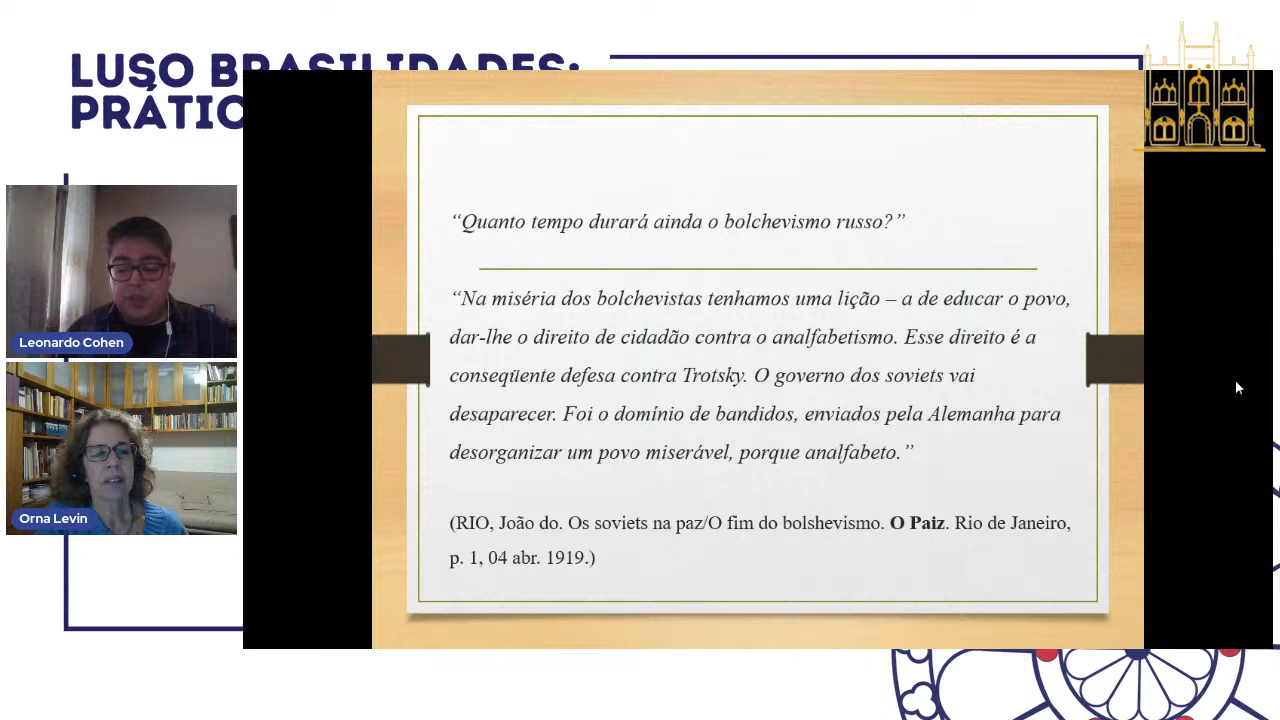 LUSO BRASILIDADES:
PRÁTIC
“Quanto tempo durará ainda o bolchevismo russo?”
“Na miséria dos bolchevistas tenhamos uma lição – a de educar o povo,
dar-lhe o direito de cidadão contra o analfabetismo. Esse direito é a
conseqüente defesa contra Trotsky. O governo dos soviets vai
desaparecer. Foi o domínio de bandidos, enviados pela Alemanha para
desorganizar um povo miserável, porque analfabeto.”
(RIO, João do. Os soviets na paz/O fim do bolshevismo. O Paiz. Rio de Janeiro,
p. 1, 04 abr. 1919.)
Leonardo Cohen
Orna Levin